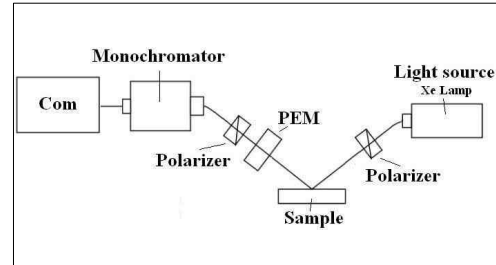 Monochromator
Light source
Xe Lamp
Com
PEM
Polarizer
Polarizer
Sample